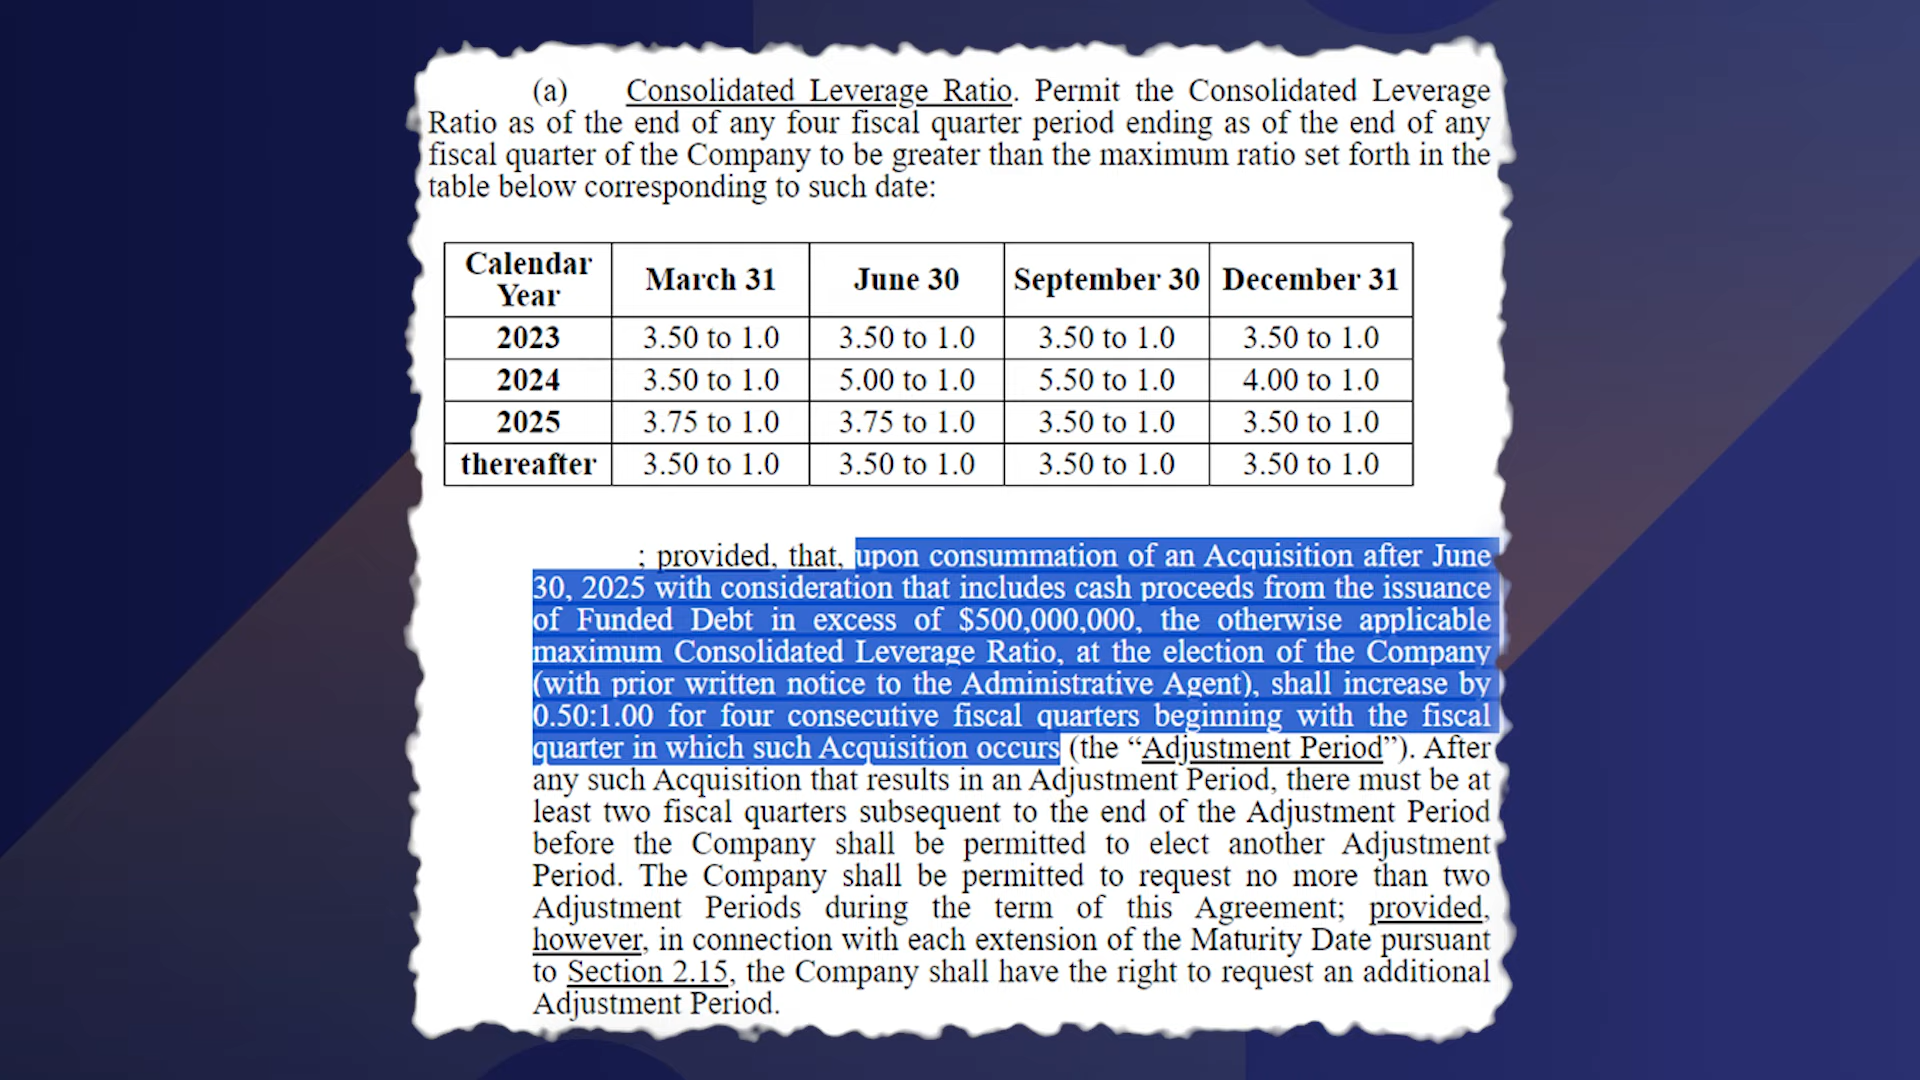 (a) Consolidated Leverage Ratio. Permit the Consolidated Leverage
Ratio as of the end of any four fiscal quarter period ending as of the end of any
fiscal quarter of the Company to be greater than the maximum ratio set forth in the
table below corresponding to such date:
Calendar Year March 31 June 30 September 30 December 31
2023 3.50 to 1.0 3.50 to 1.0 3.50 to 1.0 3.50 to 1.0
2024 3.50 to 1.0 5.00 to 1.0 5.50 to 1.0 4.00 to 1.0
2025 3.75 to 1.0 3.75 to 1.0 3.50 to 1.0 3.50 to 1.0
thereafter 3.50 to 1.0 3.50 to 1.0 3.50 to 1.0 3.50 to 1.0
; provided, that, upon consummation of an Acquisition after June
30, 2025 with consideration that includes cash proceeds from the issuance
of Funded Debt in excess of $500,000,000, the otherwise applicable
maximum Consolidated Leverage Ratio, at the election of the Company
(with prior written notice to the Administrative Agent), shall increase by
0.50:1.00 for four consecutive fiscal quarters beginning with the fiscal
quarter in which such Acquisition occurs (the “Adjustment Period”). After
any such Acquisition that results in an Adjustment Period, there must be at
least two fiscal quarters subsequent to the end of the Adjustment Period
before the Company shall be permitted to elect another Adjustment
Period. The Company shall be permitted to request no more than two
Adjustment Periods during the term of this Agreement; provided,
however, in connection with each extension of the Maturity Date pursuant
to Section 2.15, the Company shall have the right to request an additional
Adjustment Period.